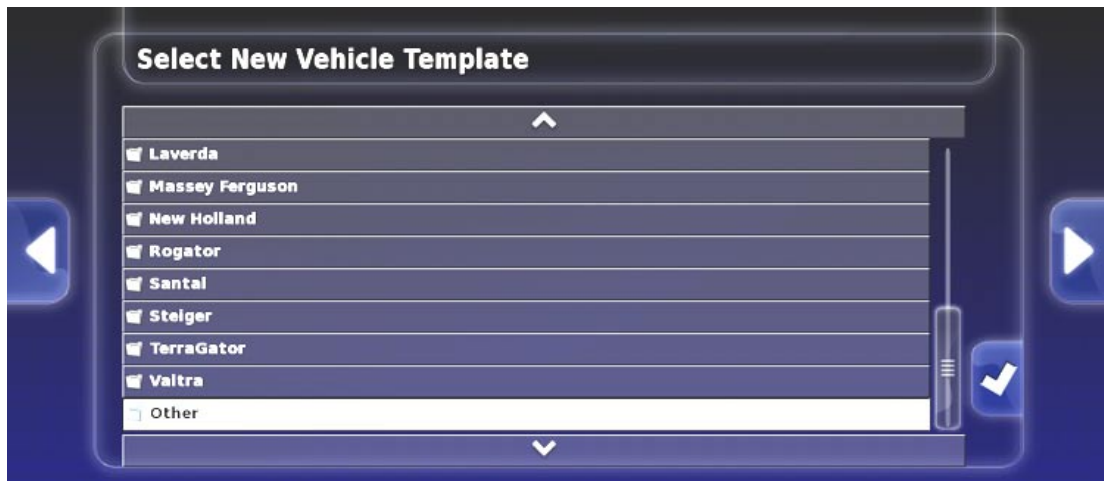 Select New Vehicle Template
Laverda
Massey Ferguson
New Holland
Rogator
Santal
Steiger
TerraGator
Valtra
Other